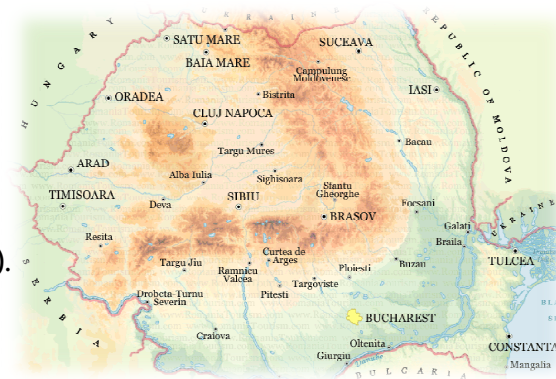 UKRAINE
HUNGARY
SATU MARE
SUCEAVA
BAIA MARE
Campulung
Moldovenesc
REPUBLIC OF MOLDOVA
IASI
ORADEA
Bistrita
CLUJ NAPOCA
Bacau
Targu Mures
ARAD
Alba Iulia
Sighisoara
TIMISOARA
Deva
SIBIU
Sfantu
Gheorghe
Focsani
BRASOV
UKRAINE
Resita
Galati
Braila
).
Targu Jiu
Curtea de
Arges
Ramnicu
Valcea
Ploiesti
Buzau
TULCEA
SERBIA
Drobeta-Turnu
Severin
Pitesti
Targoviste
BUCHAREST
Craiova
Oltenita
Giurgiu
CONSTANTA
Mangalia
BULGARIA